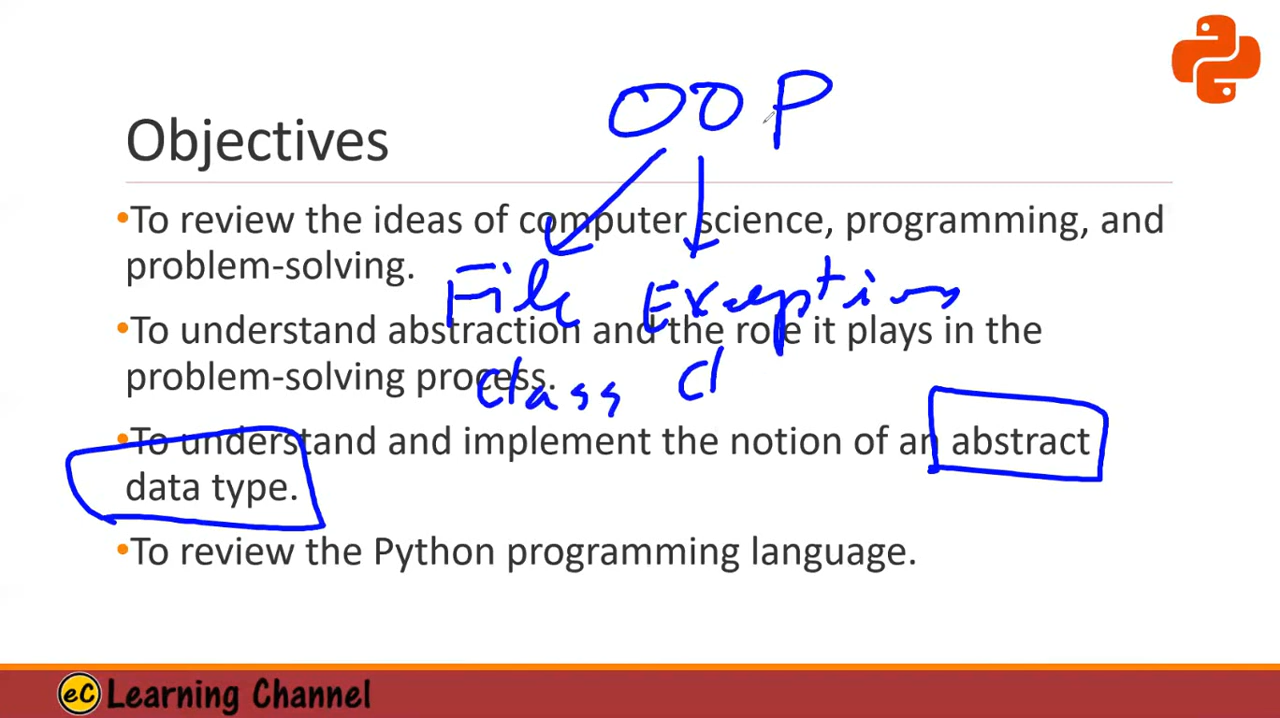 OOP
Objectives
•To review the ideas of computer science, programming, and
problem-solving.
File Exceptions
•To understand abstraction and the role it plays in the
problem-solving process.
class cl
•To understand and implement the notion of an abstract
data type.
•To review the Python programming language.
eC Learning Channel